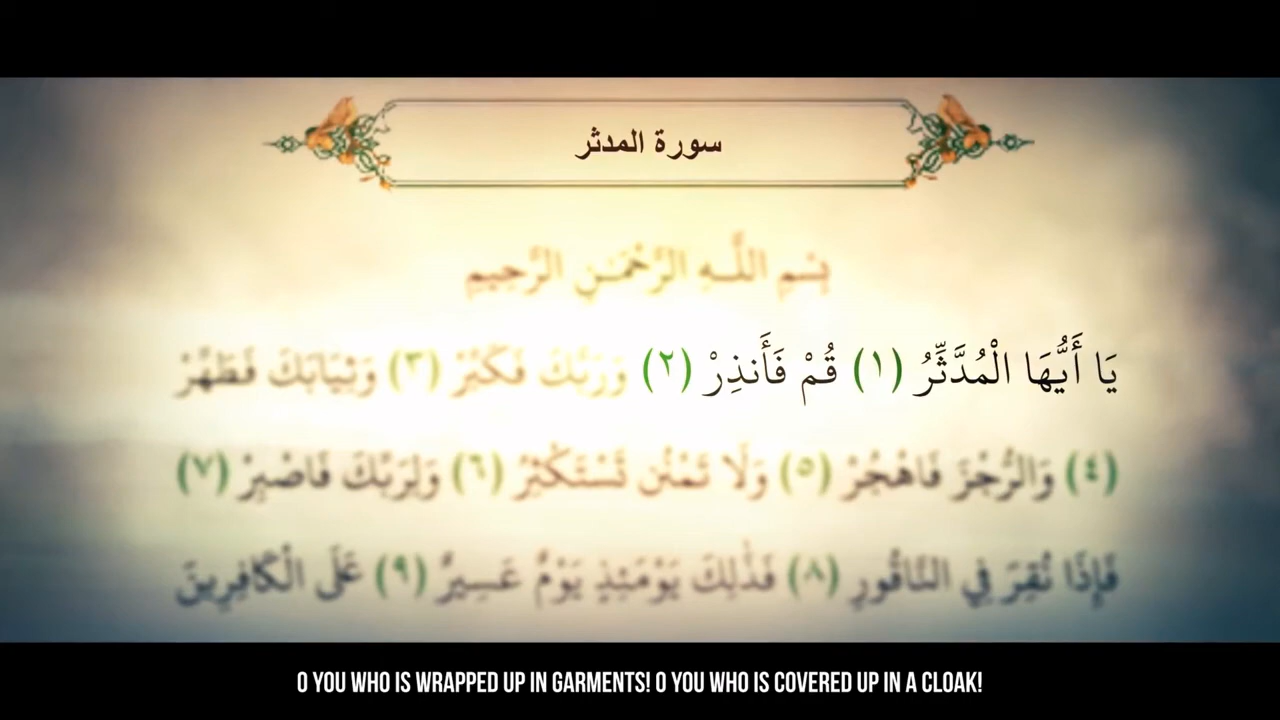 سورة المدثر
بِسْمِ اللَّـهِ الرَّحْمَـٰنِ الرَّحِيمِ
يَا أَيُّهَا الْمُدَّثِّرُ (١) قُمْ فَأَنذِرْ (٢) وَرَبَّكَ فَكَبِّرْ (٣) وَثِيَابَكَ فَطَهِّرْ
(٤) وَالرُّجْزَ فَاهْجُرْ (٥) وَلَا تَمْنُن تَسْتَكْثِرُ (٦) وَلِرَبِّكَ فَاصْبِرْ (٧)
فَإِذَا نُقِرَ فِي النَّاقُورِ (٨) فَذَٰلِكَ يَوْمَئِذٍ يَوْمٌ عَسِيرٌ (٩) عَلَى الْكَافِرِينَ
O YOU WHO IS WRAPPED UP IN GARMENTS! O YOU WHO IS COVERED UP IN A CLOAK!